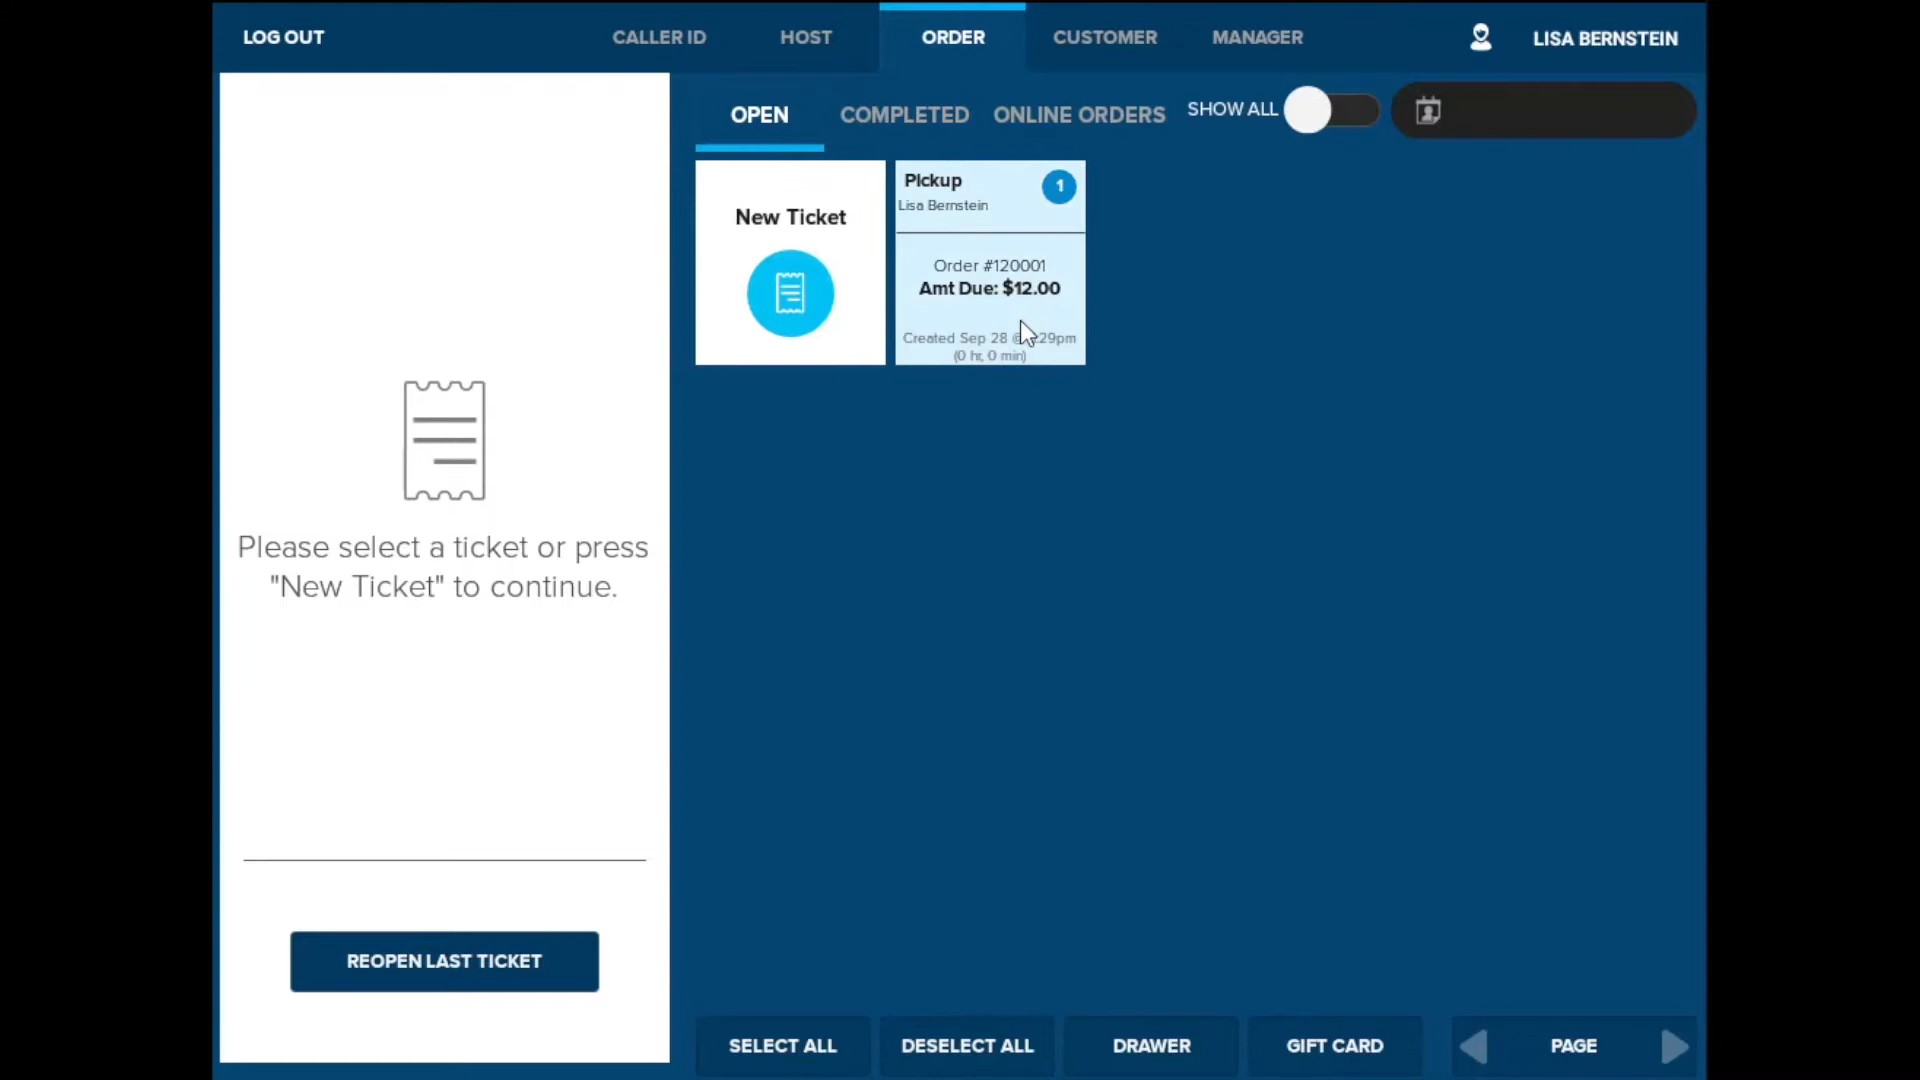 LOG OUT
CALLER ID
HOST
ORDER
CUSTOMER
MANAGER
LISA BERNSTEIN
OPEN
COMPLETED
ONLINE ORDERS
SHOW ALL
New Ticket
Pickup
1
Lisa Bernstein
Order #120001
Amt Due: $12.00
Created Sep 28 29pm
(0 hr, 0 min)
Please select a ticket or press
"New Ticket" to continue.
REOPEN LAST TICKET
SELECT ALL
DESELECT ALL
DRAWER
GIFT CARD
PAGE